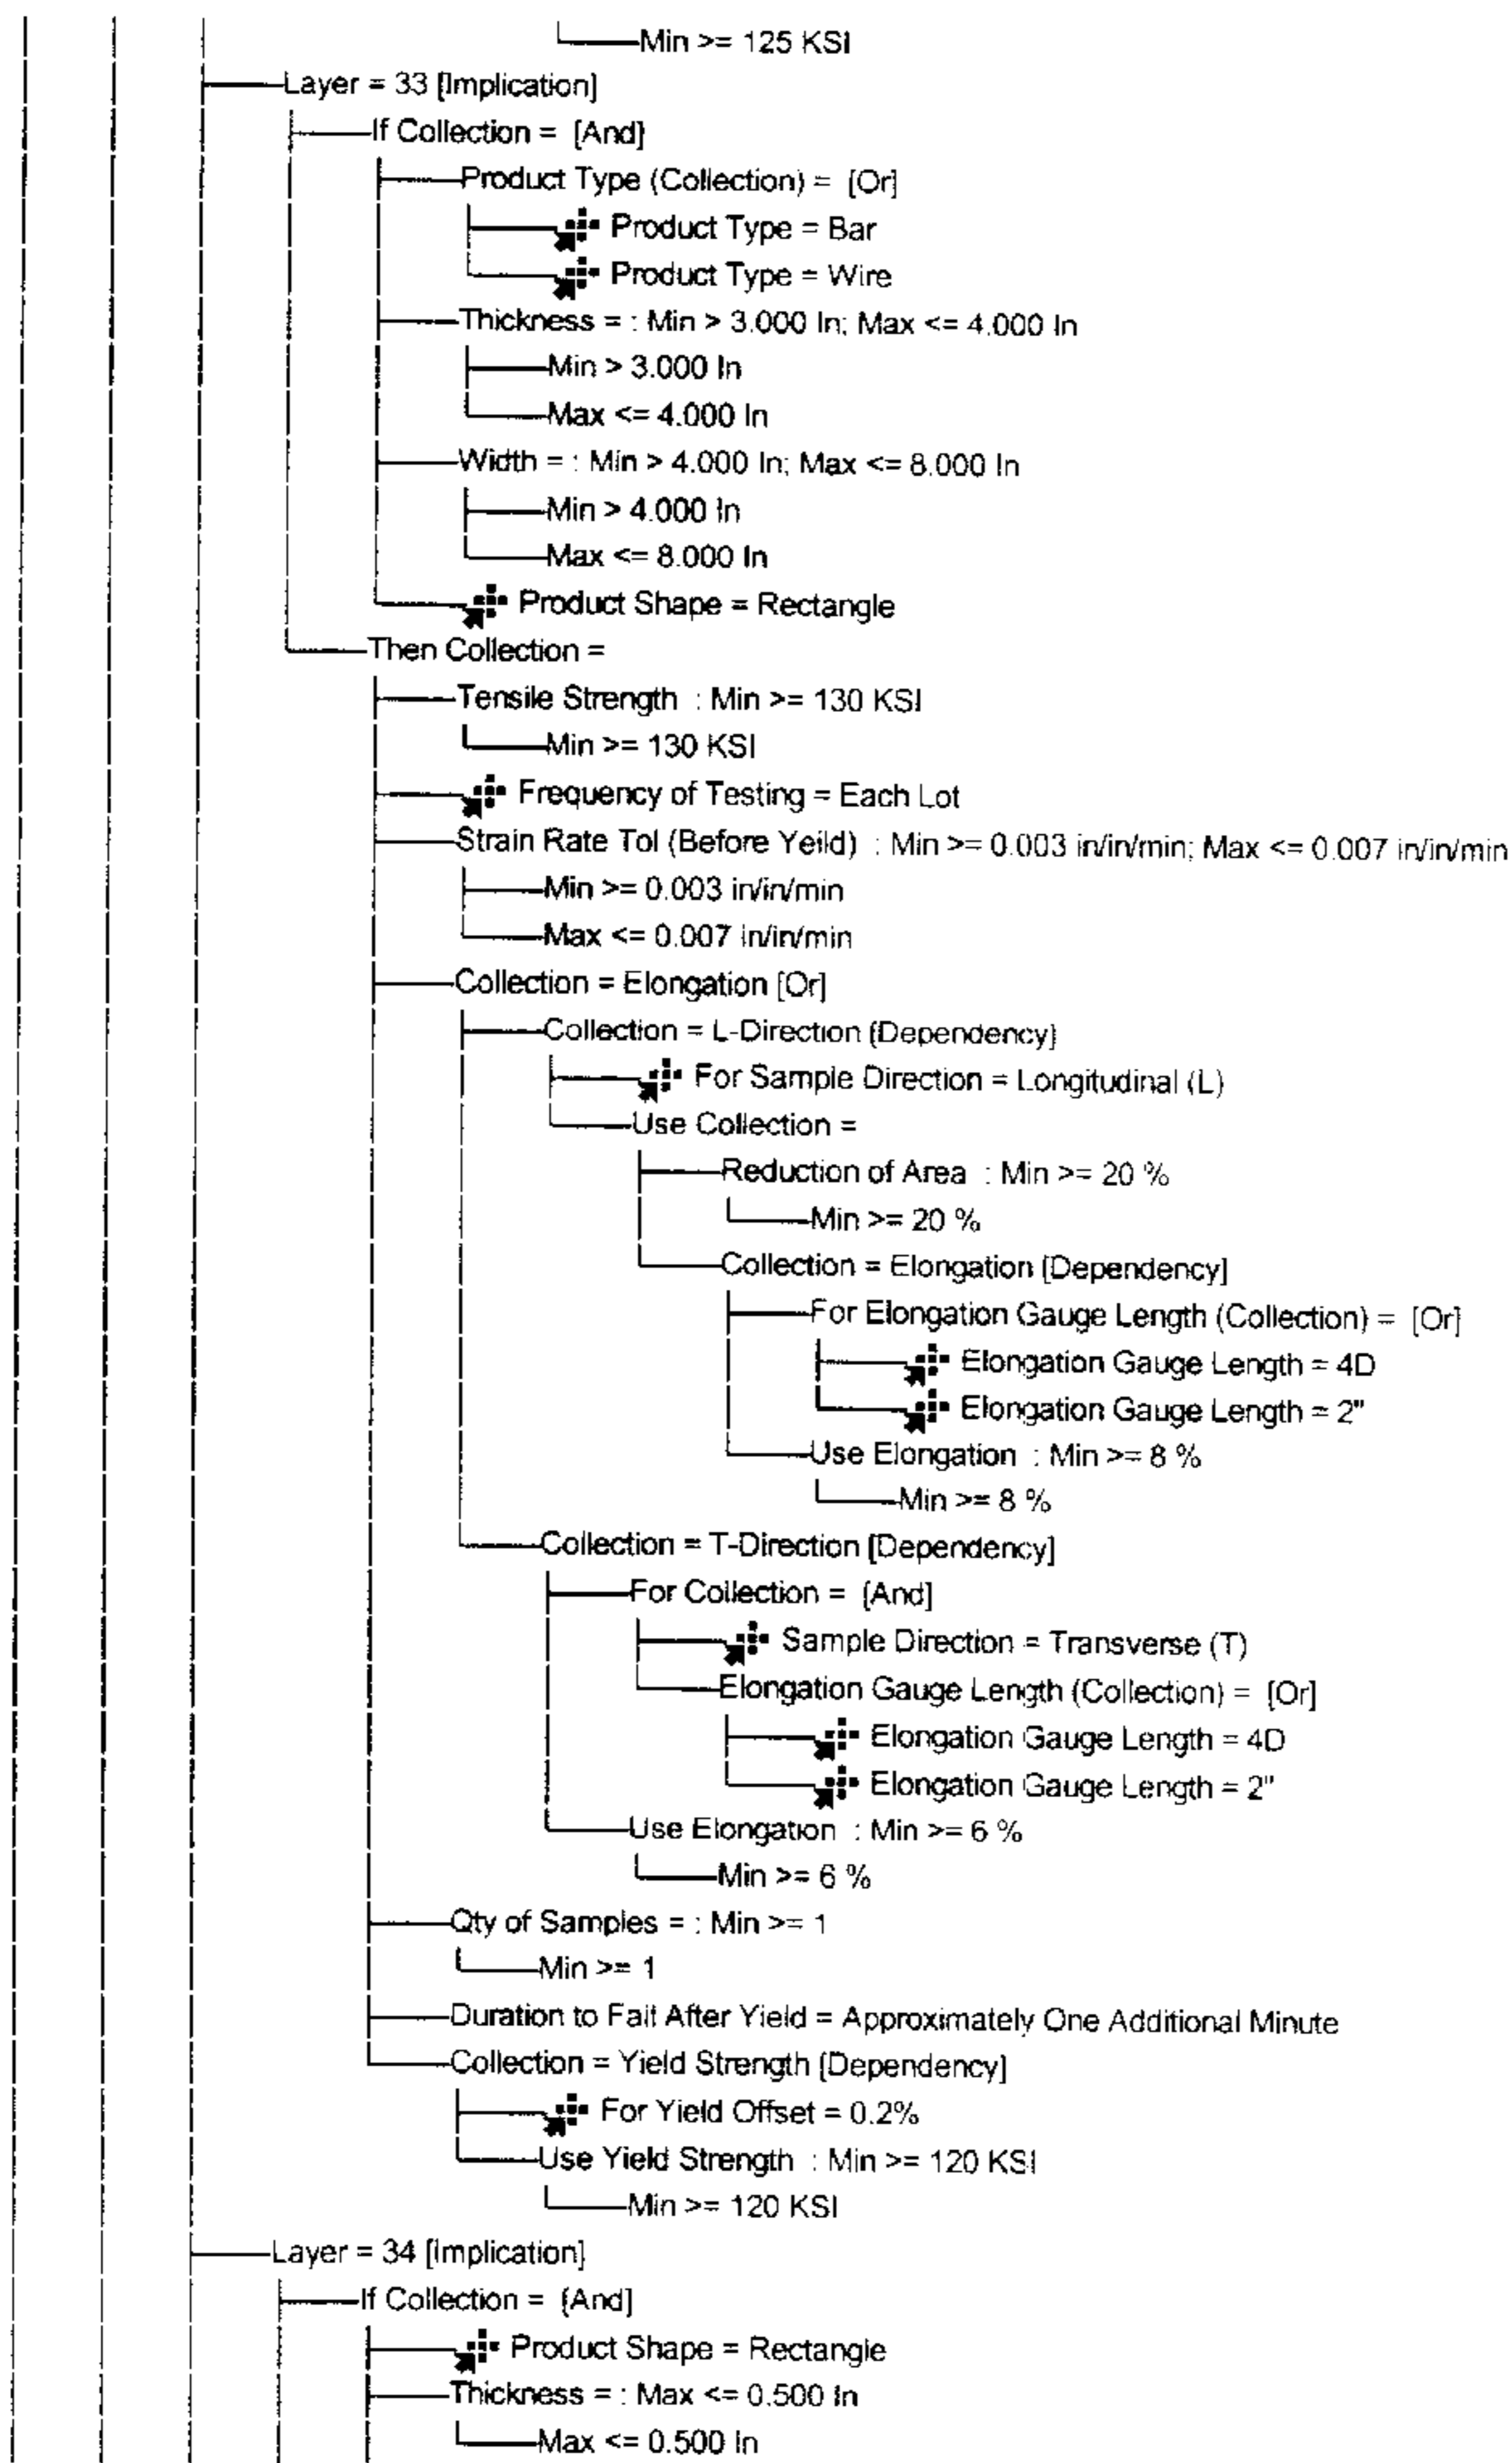 Min >= 125 KSI
Layer = 33 [Implication]
If Collection = [And]
Product Type (Collection) = [Or]
Product Type = Bar
Product Type = Wire
Thickness = : Min > 3.000 In; Max <= 4.000 In
Min > 3.000 In
Max <= 4.000 In
Width = : Min > 4.000 In; Max <= 8.000 In
Min > 4.000 In
Max <= 8.000 In
Product Shape = Rectangle
Then Collection =
Tensile Strength : Min >= 130 KSI
Min >= 130 KSI
Frequency of Testing = Each Lot
Strain Rate Tol (Before Yeild) : Min >= 0.003 in/in/min; Max <= 0.007 in/in/min
Min >= 0.003 in/in/min
Max <= 0.007 in/in/min
Collection = Elongation [Or]
Collection = L-Direction [Dependency]
For Sample Direction = Longitudinal (L)
Use Collection =
Reduction of Area : Min >= 20 %
Min >= 20 %
Collection = Elongation [Dependency]
For Elongation Gauge Length (Collection) = [Or]
Elongation Gauge Length = 4D
Elongation Gauge Length = 2"
Use Elongation : Min >= 8 %
Min >= 8 %
Collection = T-Direction [Dependency]
For Collection = [And]
Sample Direction = Transverse (T)
Elongation Gauge Length (Collection) = [Or]
Elongation Gauge Length = 4D
Elongation Gauge Length = 2"
Use Elongation : Min >= 6 %
Min >= 6 %
Qty of Samples = : Min >= 1
Min >= 1
Duration to Fail After Yield = Approximately One Additional Minute
Collection = Yield Strength [Dependency]
For Yield Offset = 0.2%
Use Yield Strength : Min >= 120 KSI
Min >= 120 KSI
Layer = 34 [Implication]
If Collection = [And]
Product Shape = Rectangle
Thickness = : Max <= 0.500 In
Max <= 0.500 In